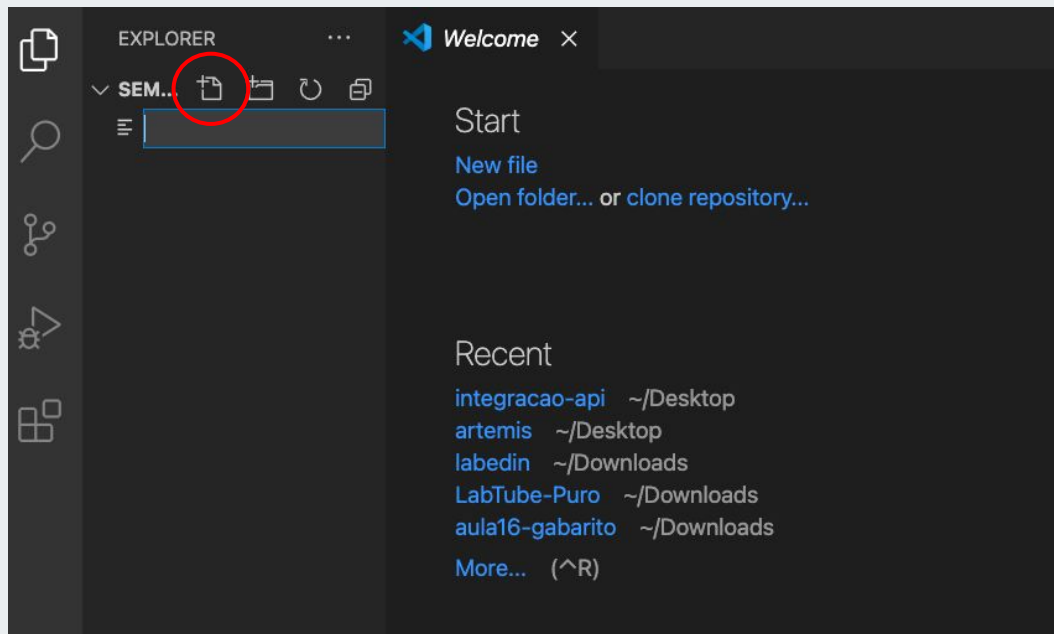 EXPLORER ...
SEM...
Welcome
Start
New file
Open folder... or clone repository...
Recent
integracao-api ~/Desktop
artemis ~/Desktop
labedin ~/Downloads
LabTube-Puro ~/Downloads
aula16-gabarito ~/Downloads
More... (^R)